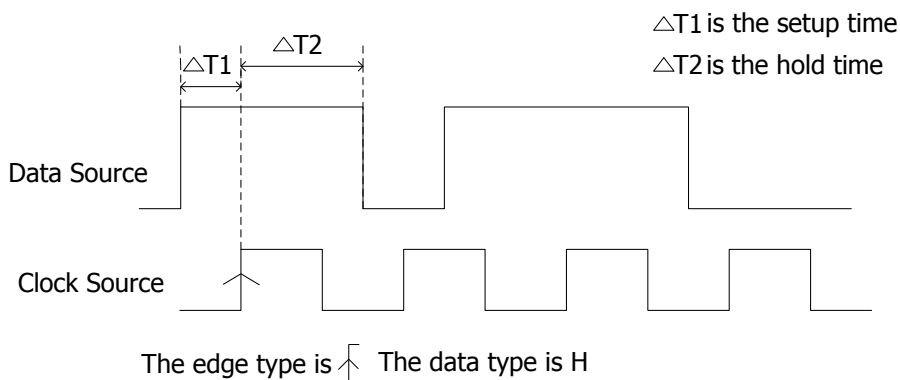 △T1 is the setup time
△T2 is the hold time
△T2
△T1
Data Source
Clock Source
The edge type is
The data type is H